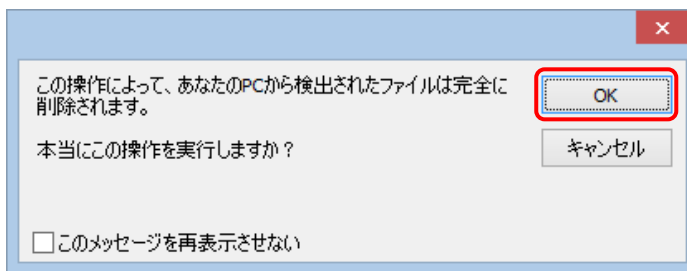 この操作によって、あなたのPCから検出されたファイルは完全に
削除されます。
OK
本当にこの操作を実行しますか？
キャンセル
このメッセージを再表示させない